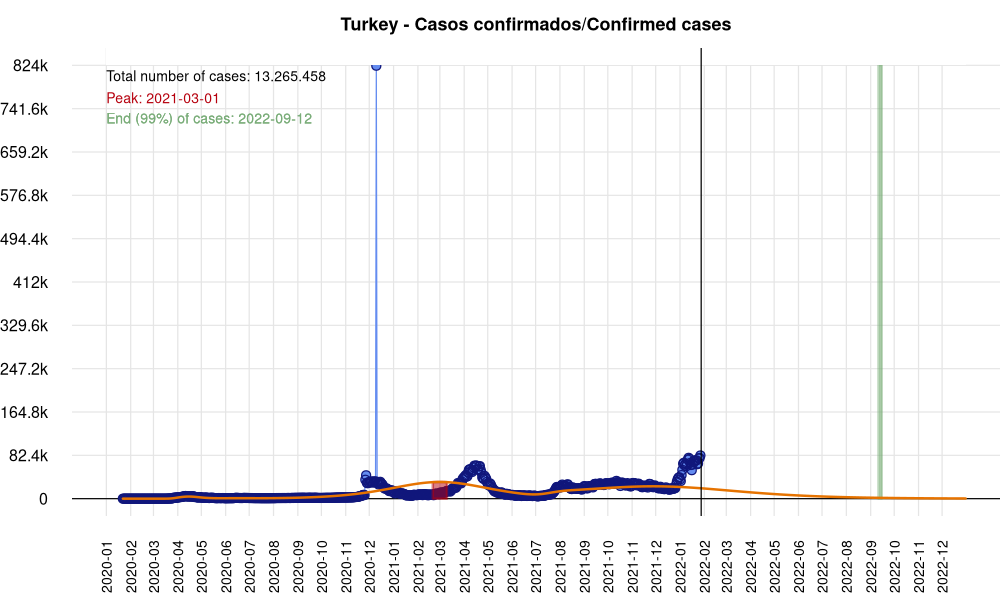 Turkey - Casos confirmados/Confirmed cases
Total number of cases: 13.265.458
Peak: 2021-03-01
End (99%) of cases: 2022-09-12
824k
741.6k
659.2k
576.8k
494.4k
412k
329.6k
247.2k
164.8k
82.4k
0
2020-01
2020-02
2020-03
2020-04
2020-05
2020-06
2020-07
2020-08
2020-09
2020-10
2020-11
2020-12
2021-01
2021-02
2021-03
2021-04
2021-05
2021-06
2021-07
2021-08
2021-09
2021-10
2021-11
2021-12
2022-01
2022-02
2022-03
2022-04
2022-05
2022-06
2022-07
2022-08
2022-09
2022-10
2022-11
2022-12